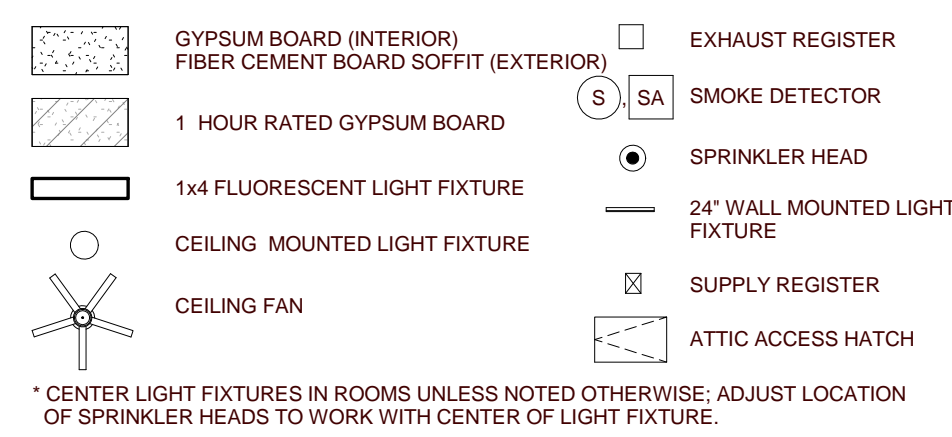 GYPSUM BOARD (INTERIOR)
FIBER CEMENT BOARD SOFFIT (EXTERIOR)
1 HOUR RATED GYPSUM BOARD
1x4 FLUORESCENT LIGHT FIXTURE
CEILING MOUNTED LIGHT FIXTURE
CEILING FAN
EXHAUST REGISTER
S, SA SMOKE DETECTOR
SPRINKLER HEAD
24" WALL MOUNTED LIGHT
FIXTURE
SUPPLY REGISTER
ATTIC ACCESS HATCH
* CENTER LIGHT FIXTURES IN ROOMS UNLESS NOTED OTHERWISE; ADJUST LOCATION
OF SPRINKLER HEADS TO WORK WITH CENTER OF LIGHT FIXTURE.